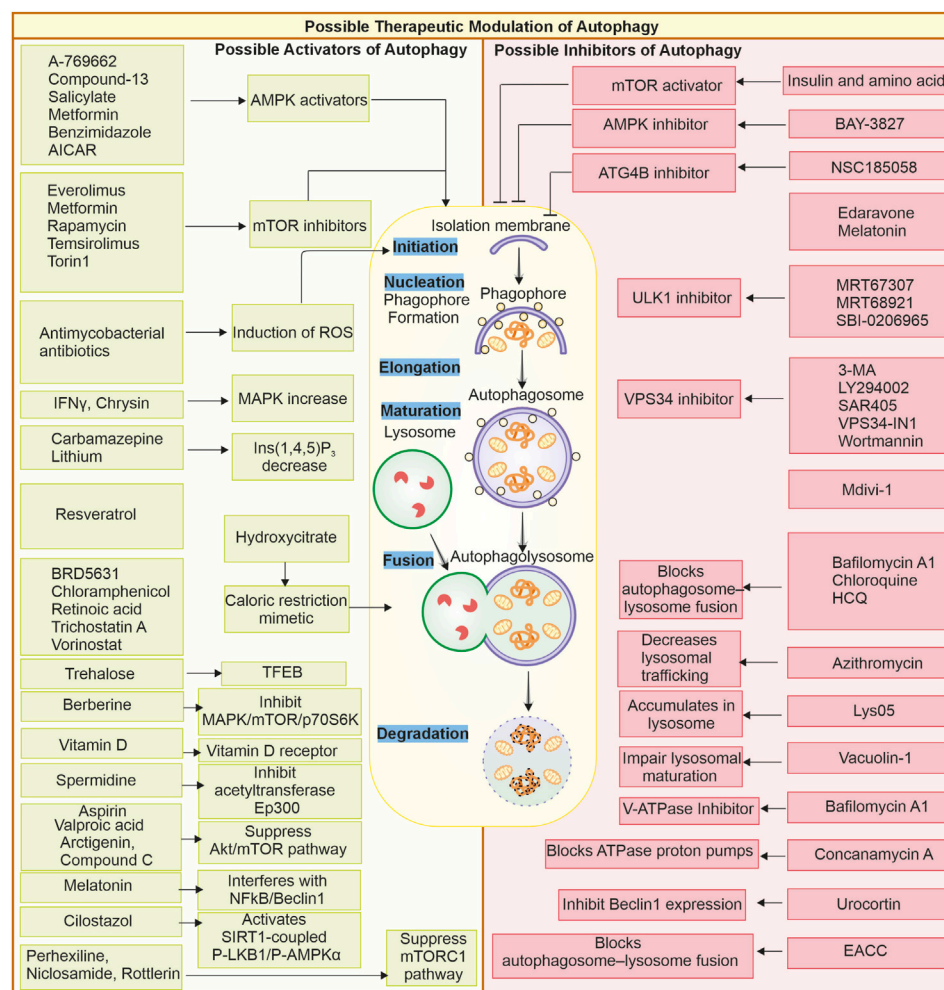 Possible Therapeutic Modulation of Autophagy
Possible Activators of Autophagy
A-769662
Compound-13
Salicylate
Metformin
Benzimidazole
AICAR
AMPK activators
Everolimus
Metformin
Rapamycin
Temsirolimus
Torin1
mTOR inhibitors
Antimycobacterial
antibiotics
Induction of ROS
IFNγ, Chrysin
MAPK increase
Carbamazepine
Lithium
Ins(1,4,5)P3
decrease
Resveratrol
Hydroxycitrate
BRD5631
Chloramphenicol
Retinoic acid
Trichostatin A
Vorinostat
Caloric restriction
mimetic
Trehalose
TFEB
Berberine
Inhibit
MAPK/mTOR/p70S6K
Vitamin D
Vitamin D receptor
Spermidine
Inhibit
acetyltransferase
Ep300
Aspirin
Valproic acid
Arctigenin,
Compound C
Suppress
Akt/mTOR pathway
Melatonin
Interferes with
NFkB/Beclin1
Cilostazol
Activates
SIRT1-coupled
P-LKB1/P-AMPKα
Perhexiline,
Niclosamide, Rottlerin
Suppress
mTORC1
pathway
Isolation membrane
Initiation
Nucleation
Phagophore
Formation
Phagophore
Elongation
Autophagosome
Maturation
Lysosome
Autophagolysosome
Fusion
Degradation
Possible Inhibitors of Autophagy
mTOR activator
Insulin and amino acid
AMPK inhibitor
BAY-3827
ATG4B inhibitor
NSC185058
Edaravone
Melatonin
ULK1 inhibitor
MRT67307
MRT68921
SBI-0206965
VPS34 inhibitor
3-MA
LY294002
SAR405
VPS34-IN1
Wortmannin
Mdivi-1
Blocks
autophagosome–
lysosome fusion
Bafilomycin A1
Chloroquine
HCQ
Decreases
lysosomal
trafficking
Azithromycin
Accumulates in
lysosome
Lys05
Impair lysosomal
maturation
Vacuolin-1
V-ATPase Inhibitor
Bafilomycin A1
Blocks ATPase proton pumps
Concanamycin A
Inhibit Beclin1 expression
Urocortin
Blocks
autophagosome–lysosome fusion
EACC